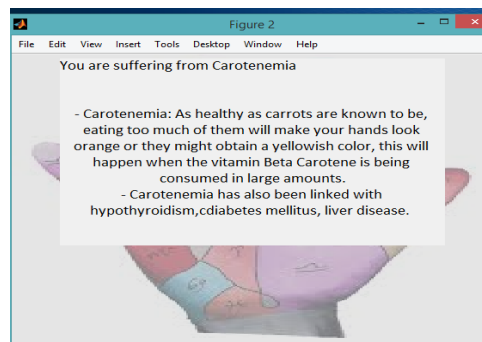 Figure 2
File Edit View Insert Tools Desktop Window Help
You are suffering from Carotenemia
- Carotenemia: As healthy as carrots are known to be,
eating too much of them will make your hands look
orange or they might obtain a yellowish color, this will
happen when the vitamin Beta Carotene is being
consumed in large amounts.
- Carotenemia has also been linked with
hypothyroidism,cdiabetes mellitus, liver disease.